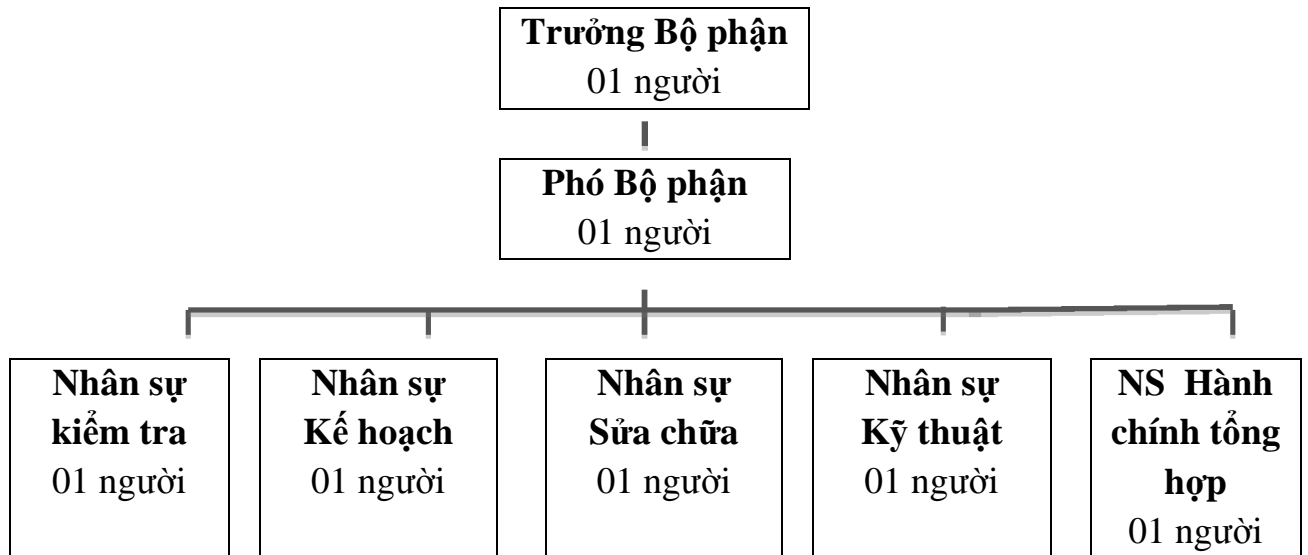 Trưởng Bộ phận
01 người
Phó Bộ phận
01 người
Nhân sự
kiểm tra
01 người
Nhân sự
Kế hoạch
01 người
Nhân sự
Sửa chữa
01 người
Nhân sự
Kỹ thuật
01 người
NS Hành
chính tổng
hợp
01 người